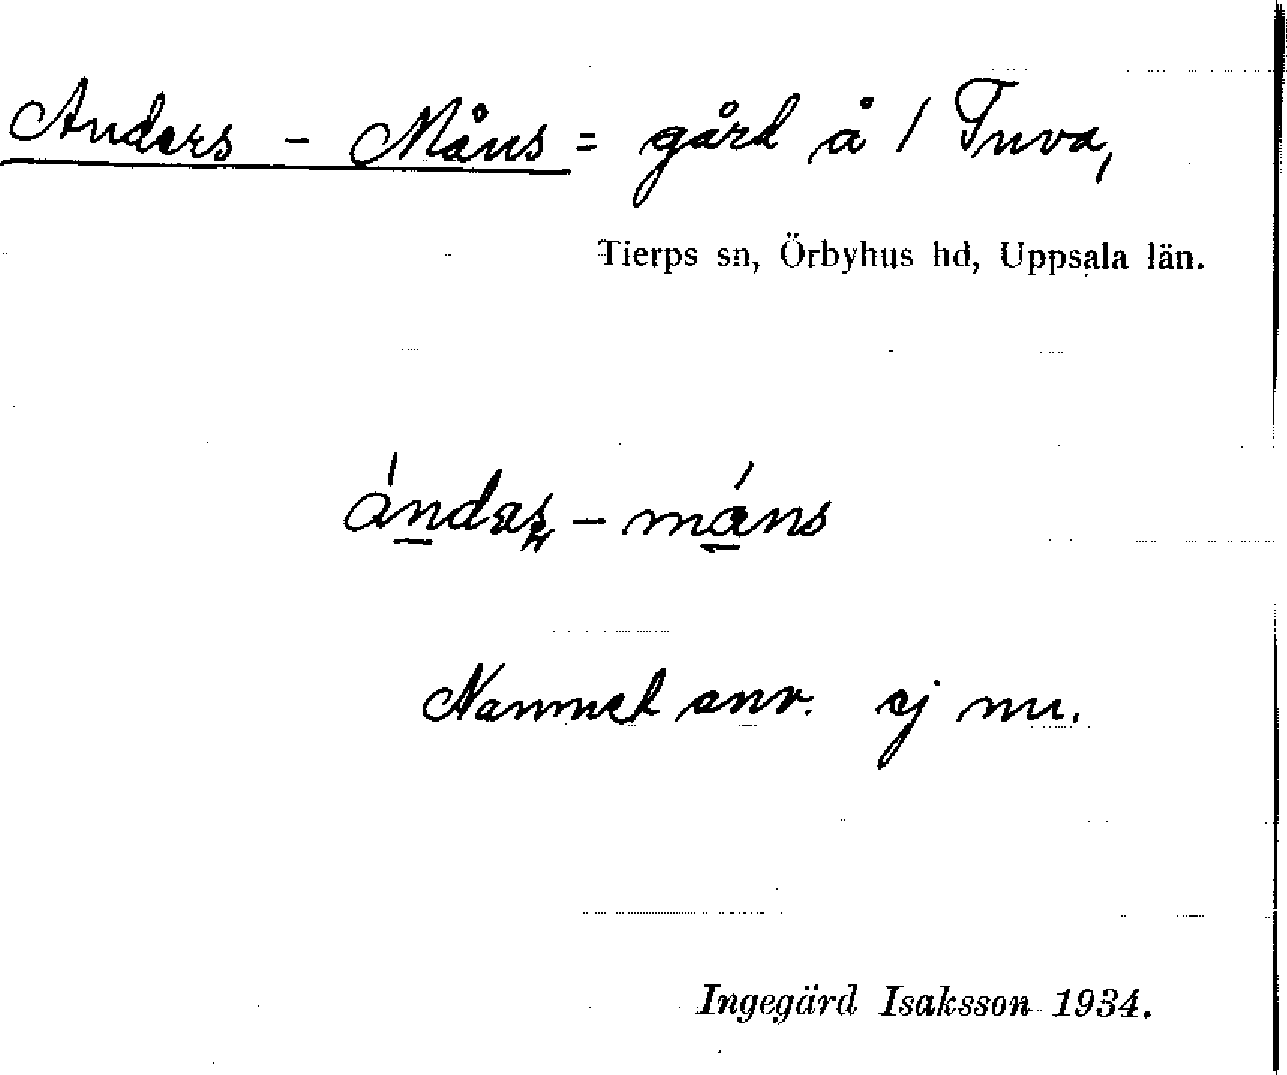 Anders - Måns = gård å 1 Tuva,
Tierps sn, Örbyhus hd, Uppsala län.
ándaʂ - måns
Namnet anv. ej nu.
Ingegärd Isaksson 1934.